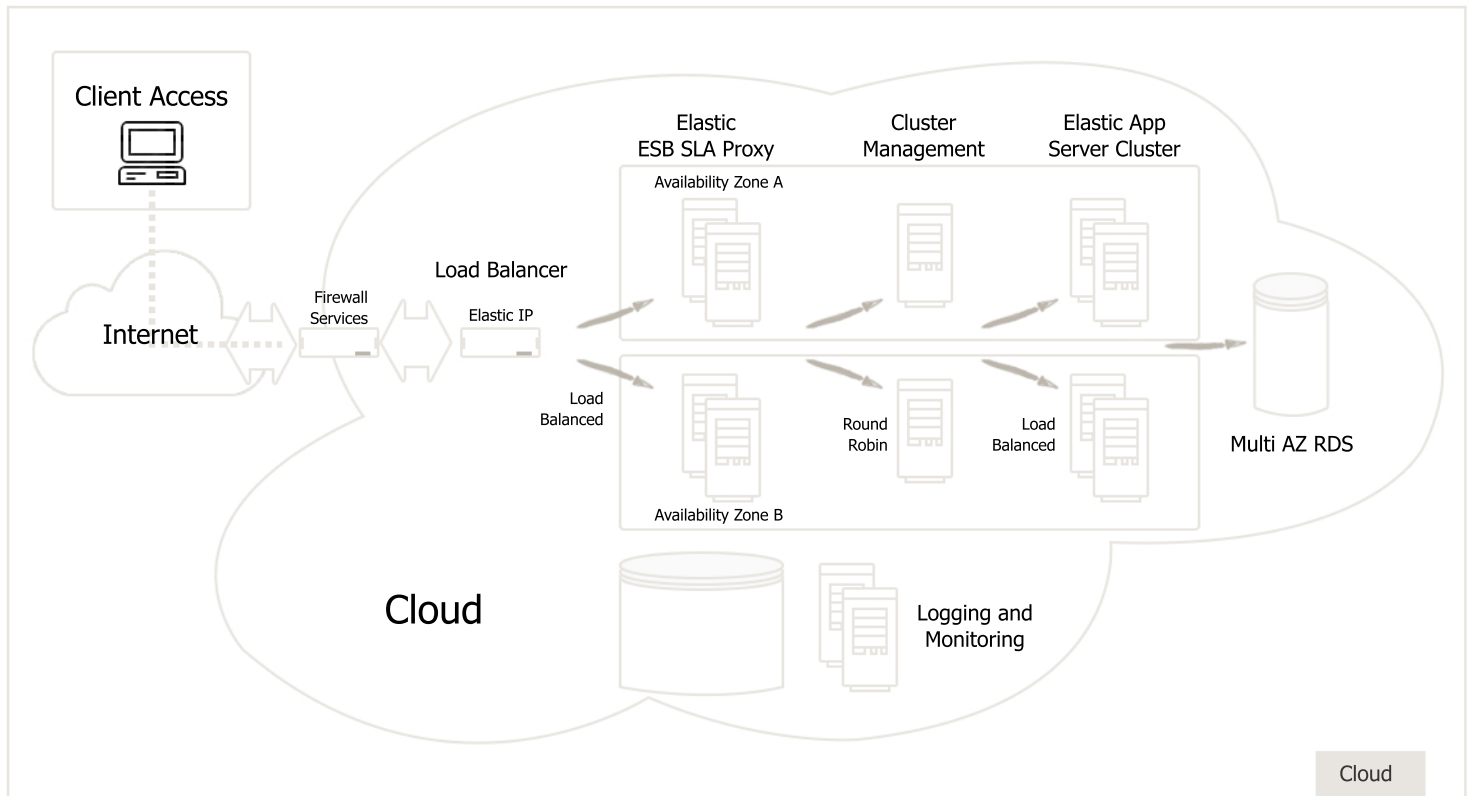 Client Access
Internet
Firewall
Services
Load Balancer
Elastic IP
Load
Balanced
Elastic
ESB SLA Proxy
Cluster
Management
Elastic App
Server Cluster
Availability Zone A
Round
Robin
Load
Balanced
Availability Zone B
Multi AZ RDS
Cloud
Logging and
Monitoring
Cloud